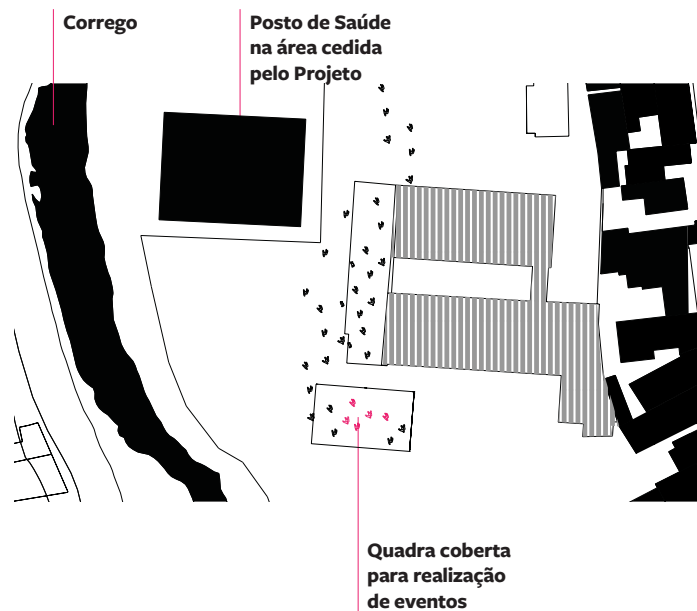 Corrego
Posto de Saúde
na área cedida
pelo Projeto
Quadra coberta
para realização
de eventos